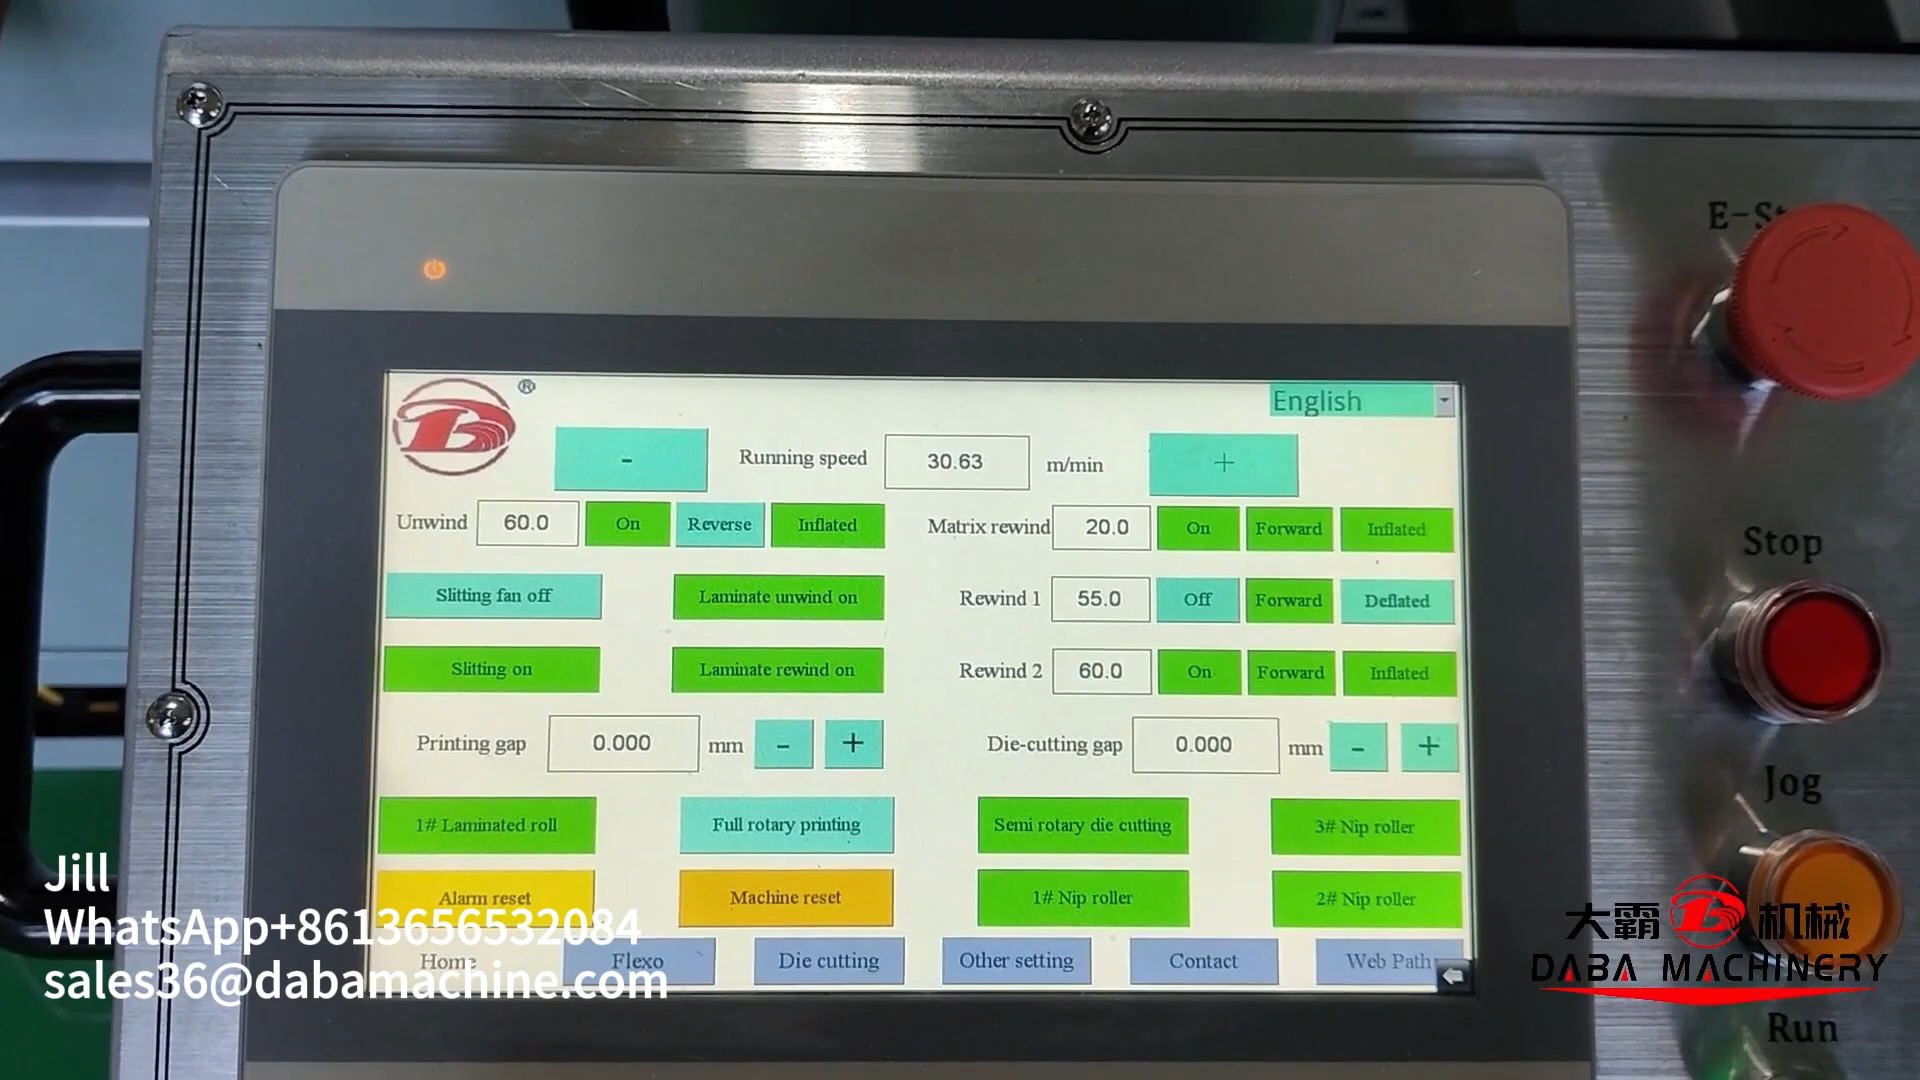 E-St
®
English
- Running speed 30.63 m/min +
Unwind 60.0 On Reverse Inflated
Matrix rewind 20.0 On Forward Inflated
Slitting fan off
Laminate unwind on
Rewind 1 55.0 Off Forward Deflated
Slitting on
Laminate rewind on
Rewind 2 60.0 On Forward Inflated
Printing gap 0.000 mm - +
Die-cutting gap 0.000 mm - +
1# Laminated roll
Full rotary printing
Semi rotary die cutting
3# Nip roller
Alarm reset
Machine reset
1# Nip roller
2# Nip roller
Home
Flexo
Die cutting
Other setting
Contact
Web Path
Stop
Jog
Run
Jill
WhatsApp+8613656532084
sales36@dabamachine.com
大霸 机械
DABA MACHINERY